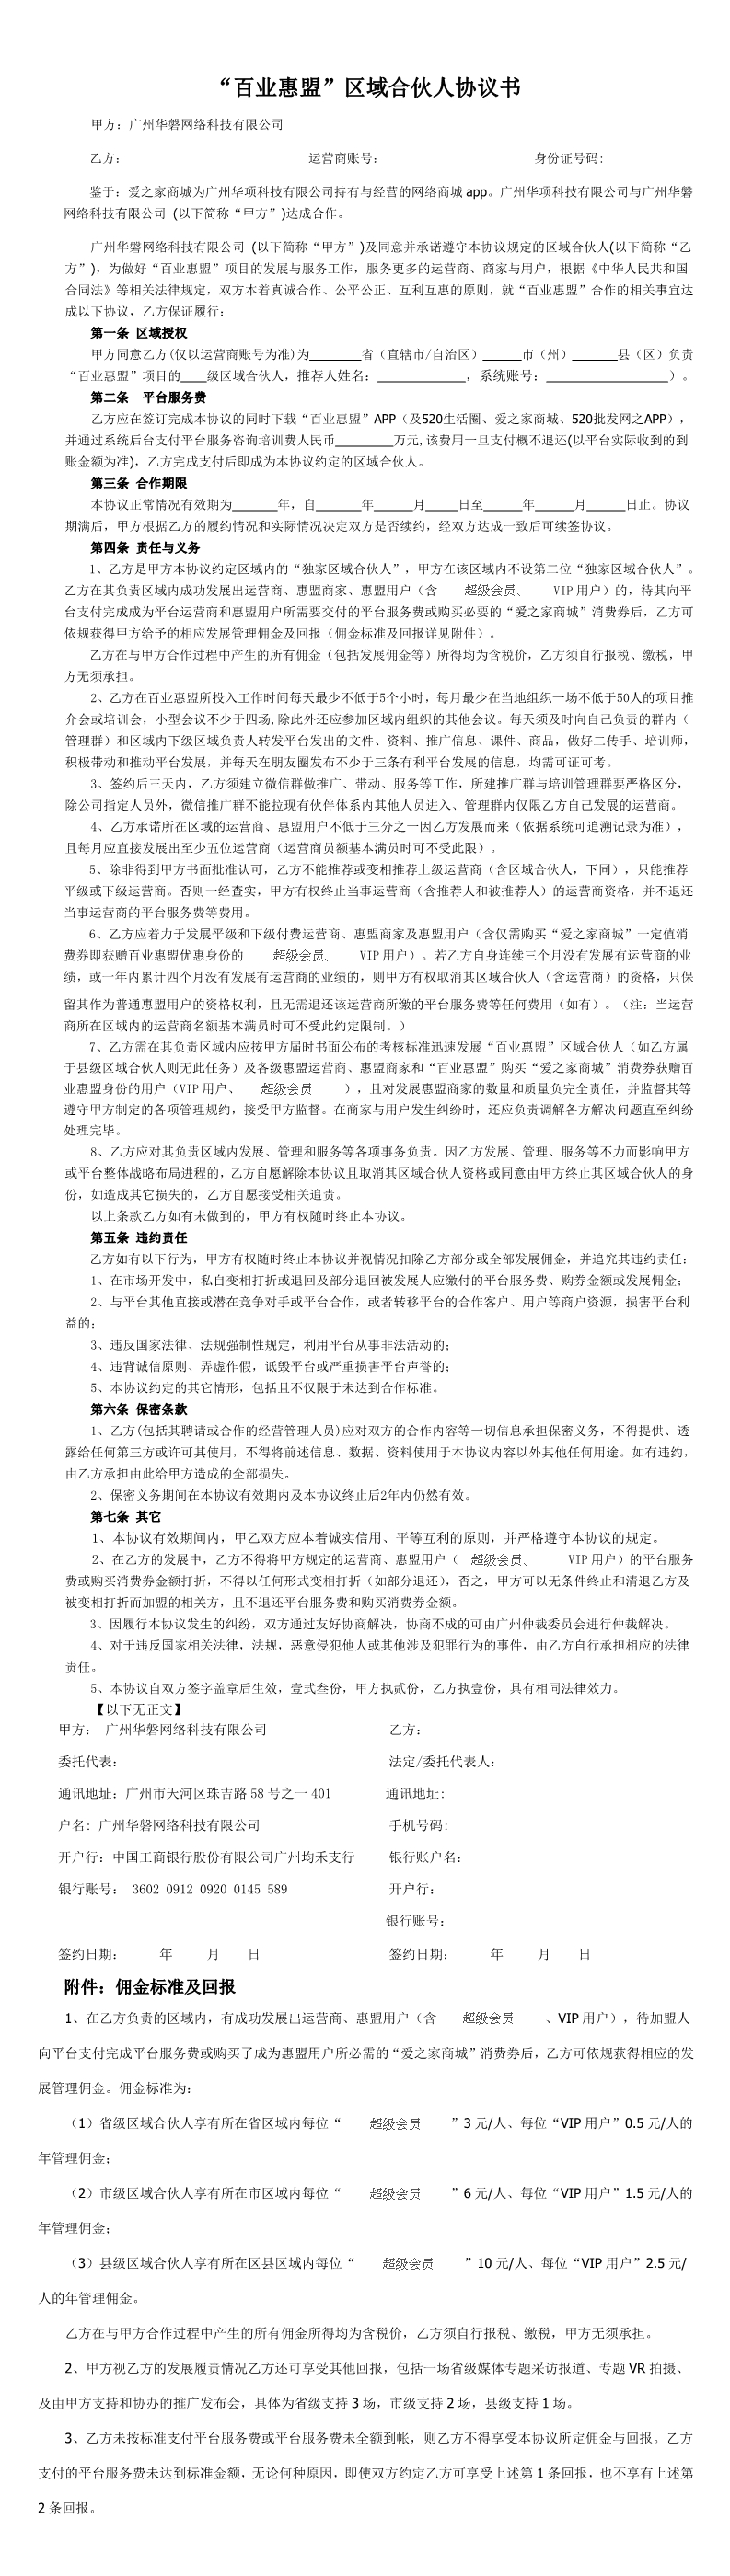 “百业惠盟”区域合伙人协议书
甲方：广州华磐网络科技有限公司
乙方： 运营商账号： 身份证号码：
鉴于：爱之家商城为广州华项科技有限公司持有与经营的网络商城 app。广州华项科技有限公司与广州华磐
网络科技有限公司 (以下简称“甲方”)达成合作。
广州华磐网络科技有限公司 (以下简称“甲方”)及同意并承诺遵守本协议规定的区域合伙人(以下简称“乙
方”)，为做好“百业惠盟”项目的发展与服务工作，服务更多的运营商、商家与用户，根据《中华人民共和国
合同法》等相关法律规定，双方本着真诚合作、公平公正、互利互惠的原则，就“百业惠盟”合作的相关事宜达
成以下协议，乙方保证履行；
第一条 区域授权
甲方同意乙方(仅以运营商账号为准)为________省（直辖市/自治区）______市（州）_______县（区）负责
“百业惠盟”项目的____级区域合伙人，推荐人姓名：______________，系统账号：___________________）。
第二条 平台服务费
乙方应在签订完成本协议的同时下载“百业惠盟”APP（及520生活圈、爱之家商城、520批发网之APP），
并通过系统后台支付平台服务咨询培训费人民币_________万元,该费用一旦支付概不退还(以平台实际收到的到
账金额为准)，乙方完成支付后即成为本协议约定的区域合伙人。
第三条 合作期限
本协议正常情况有效期为_______年，自_______年______月______日至______年______月______日止。协议
期满后，甲方根据乙方的履约情况和实际情况决定双方是否续约，经双方达成一致后可续签协议。
第四条 责任与义务
1、乙方是甲方本协议约定区域内的“独家区域合伙人”，甲方在该区域内不设第二位“独家区域合伙人”。
乙方在其负责区域内成功发展出运营商、惠盟商家、惠盟用户（含 超级会员、 VIP用户）的，待其向平
台支付完成成为平台运营商和惠盟用户所需要交付的平台服务费或购买必要的“爱之家商城”消费券后，乙方可
依规获得甲方给予的相应发展管理佣金及回报（佣金标准及回报详见附件）。
乙方在与甲方合作过程中产生的所有佣金（包括发展佣金等）所得均为含税价，乙方须自行报税、缴税，甲
方无须承担。
2、乙方在百业惠盟所投入工作时间每天最少不低于5个小时，每月最少在当地组织一场不低于50人的项目推
介会或培训会，小型会议不少于四场,除此外还应参加区域内组织的其他会议。每天须及时向自己负责的群内（
管理群）和区域内下级区域负责人转发平台发出的文件、资料、推广信息、课件、商品，做好二传手、培训师，
积极带动和推动平台发展，并每天在朋友圈发布不少于三条有利平台发展的信息，均需可证可考。
3、签约后三天内，乙方须建立微信群做推广、带动、服务等工作，所建推广群与培训管理群要严格区分，
除公司指定人员外，微信推广群不能拉现有伙伴体系内其他人员进入、管理群内仅限乙方自己发展的运营商。
4、乙方承诺所在区域的运营商、惠盟用户不低于三分之一因乙方发展而来（依据系统可追溯记录为准），
且每月应直接发展出至少五位运营商（运营商员额基本满员时可不受此限）。
5、除非得到甲方书面批准认可，乙方不能推荐或变相推荐上级运营商（含区域合伙人，下同），只能推荐
平级或下级运营商。否则一经查实，甲方有权终止当事运营商（含推荐人和被推荐人）的运营商资格，并不退还
当事运营商的平台服务费等费用。
6、乙方应着力于发展平级和下级付费运营商、惠盟商家及惠盟用户（含仅需购买“爱之家商城”一定值消
费券即获赠百业惠盟优惠身份的 超级会员、 VIP用户）。若乙方自身连续三个月没有发展有运营商的业
绩，或一年内累计四个月没有发展有运营商的业绩的，则甲方有权取消其区域合伙人（含运营商）的资格，只保
留其作为普通惠盟用户的资格权利，且无需退还该运营商所缴的平台服务费等任何费用（如有）。（注：当运营
商所在区域内的运营商名额基本满员时可不受此约定限制。）
7、乙方需在其负责区域内应按甲方届时书面公布的考核标准迅速发展“百业惠盟”区域合伙人（如乙方属
于县级区域合伙人则无此任务）及各级惠盟运营商、惠盟商家和“百业惠盟”购买“爱之家商城”消费券获赠百
业惠盟身份的用户（VIP用户、 超级会员 ），且对发展惠盟商家的数量和质量负完全责任，并监督其等
遵守甲方制定的各项管理规约，接受甲方监督。在商家与用户发生纠纷时，还应负责调解各方解决问题直至纠纷
处理完毕。
8、乙方应对其负责区域内发展、管理和服务等各项事务负责。因乙方发展、管理、服务等不力而影响甲方
或平台整体战略布局进程的，乙方自愿解除本协议且取消其区域合伙人资格或同意由甲方终止其区域合伙人的身
份，如造成其它损失的，乙方自愿接受相关追责。
以上条款乙方如有未做到的，甲方有权随时终止本协议。
第五条 违约责任
乙方如有以下行为，甲方有权随时终止本协议并视情况扣除乙方部分或全部发展佣金，并追究其违约责任：
1、在市场开发中，私自变相打折或退回及部分退回被发展人应缴付的平台服务费、购券金额或发展佣金；
2、与平台其他直接或潜在竞争对手或平台合作，或者转移平台的合作客户、用户等商户资源，损害平台利
益的；
3、违反国家法律、法规强制性规定，利用平台从事非法活动的；
4、违背诚信原则、弄虚作假，诋毁平台或严重损害平台声誉的；
5、本协议约定的其它情形，包括且不仅限于未达到合作标准。
第六条 保密条款
1、乙方(包括其聘请或合作的经营管理人员)应对双方的合作内容等一切信息承担保密义务，不得提供、透
露给任何第三方或许可其使用，不得将前述信息、数据、资料使用于本协议内容以外其他任何用途。如有违约，
由乙方承担由此给甲方造成的全部损失。
2、保密义务期间在本协议有效期内及本协议终止后2年内仍然有效。
第七条 其它
1、本协议有效期间内，甲乙双方应本着诚实信用、平等互利的原则，并严格遵守本协议的规定。
2、在乙方的发展中，乙方不得将甲方规定的运营商、惠盟用户（ 超级会员、 VIP用户）的平台服务
费或购买消费券金额打折，不得以任何形式变相打折（如部分退还），否之，甲方可以无条件终止和清退乙方及
被变相打折而加盟的相关方，且不退还平台服务费和购买消费券金额。
3、因履行本协议发生的纠纷，双方通过友好协商解决，协商不成的可由广州仲裁委员会进行仲裁解决。
4、对于违反国家相关法律，法规，恶意侵犯他人或其他涉及犯罪行为的事件，由乙方自行承担相应的法律
责任。
5、本协议自双方签字盖章后生效，壹式叁份，甲方执贰份，乙方执壹份，具有相同法律效力。
【以下无正文】
甲方： 广州华磐网络科技有限公司 乙方：
委托代表： 法定/委托代表人：
通讯地址：广州市天河区珠吉路 58 号之一 401 通讯地址：
户名：广州华磐网络科技有限公司 手机号码：
开户行：中国工商银行股份有限公司广州均禾支行 银行账户名：
银行账号： 3602 0912 0920 0145 589 开户行：
银行账号：
签约日期： 年 月 日 签约日期： 年 月 日
附件：佣金标准及回报
1、在乙方负责的区域内，有成功发展出运营商、惠盟用户（含 超级会员 、VIP 用户），待加盟人
向平台支付完成平台服务费或购买了成为惠盟用户所必需的“爱之家商城”消费券后，乙方可依规获得相应的发
展管理佣金。佣金标准为：
（1）省级区域合伙人享有所在省区域内每位“ 超级会员 ”3 元/人、每位“VIP 用户”0.5 元/人的
年管理佣金；
（2）市级区域合伙人享有所在市区域内每位“ 超级会员 ”6 元/人、每位“VIP 用户”1.5 元/人的
年管理佣金；
（3）县级区域合伙人享有所在区县区域内每位“ 超级会员 ”10 元/人、每位“VIP 用户”2.5 元/
人的年管理佣金。
乙方在与甲方合作过程中产生的所有佣金所得均为含税价，乙方须自行报税、缴税，甲方无须承担。
2、甲方视乙方的发展履责情况乙方还可享受其他回报，包括一场省级媒体专题采访报道、专题 VR 拍摄、
及由甲方支持和协办的推广发布会，具体为省级支持 3 场，市级支持 2 场，县级支持 1 场。
3、乙方未按标准支付平台服务费或平台服务费未全额到帐，则乙方不得享受本协议所定佣金与回报。乙方
支付的平台服务费未达到标准金额，无论何种原因，即使双方约定乙方可享受上述第 1 条回报，也不享有上述第
2 条回报。